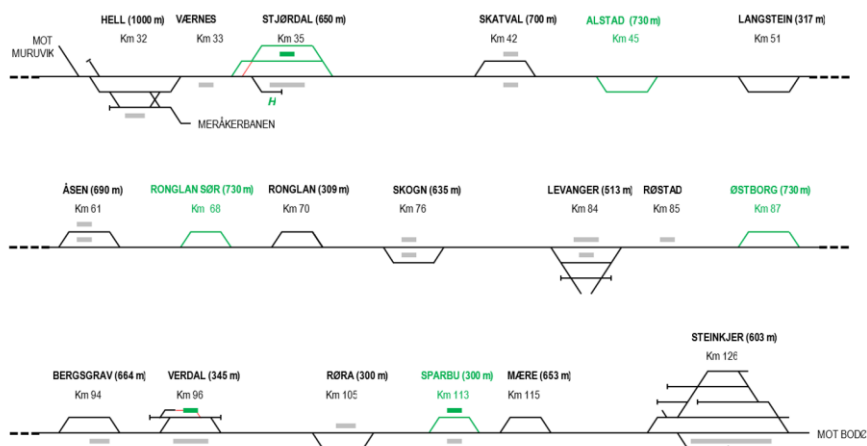 HELL (1000 m) VÆRNES STJØRDAL (650 m) SKATVAL (700 m) ALSTAD (730 m) LANGSTEIN (317 m)
Km 32 Km 33 Km 35 Km 42 Km 45 Km 51
MOT
MURUVIK
H
MERÅKERBANEN
ÅSEN (690 m) RONGLAN SØR (730 m) RONGLAN (309 m) SKOGN (635 m) LEVANGER (513 m) RØSTAD ØSTBORG (730 m)
Km 61 Km 68 Km 70 Km 76 Km 84 Km 85 Km 87
STEINKJER (603 m)
Km 126
BERGSGRAV (664 m) VERDAL (345 m) RØRA (300 m) SPARBU (300 m) MÆRE (653 m)
Km 94 Km 96 Km 105 Km 113 Km 115
MOT BODØ